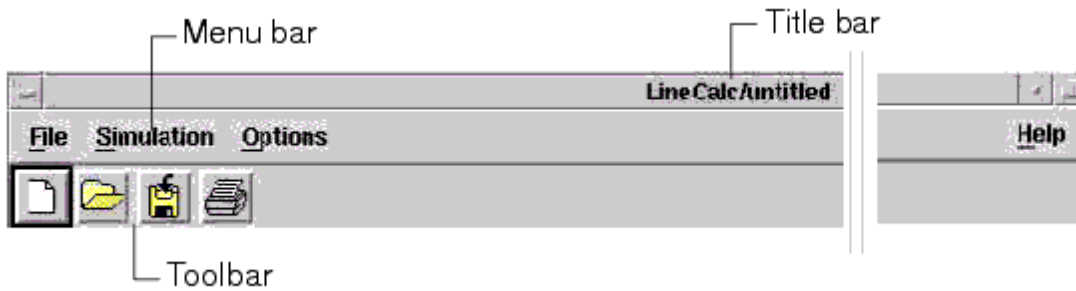 Menu bar
Title bar
LineCalc/untitled
File Simulation Options Help
Toolbar